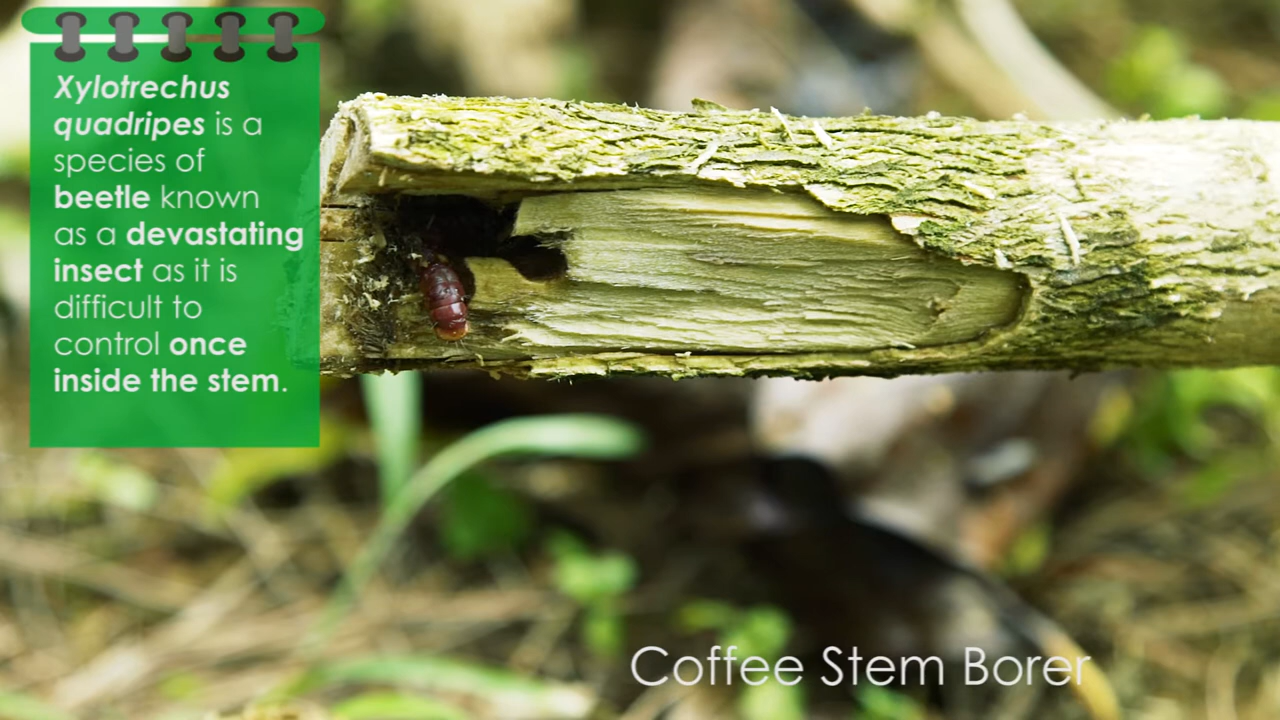 Xylotrechus
quadripes is a
species of
beetle known
as a devastating
insect as it is
difficult to
control once
inside the stem.
Coffee Stem Borer